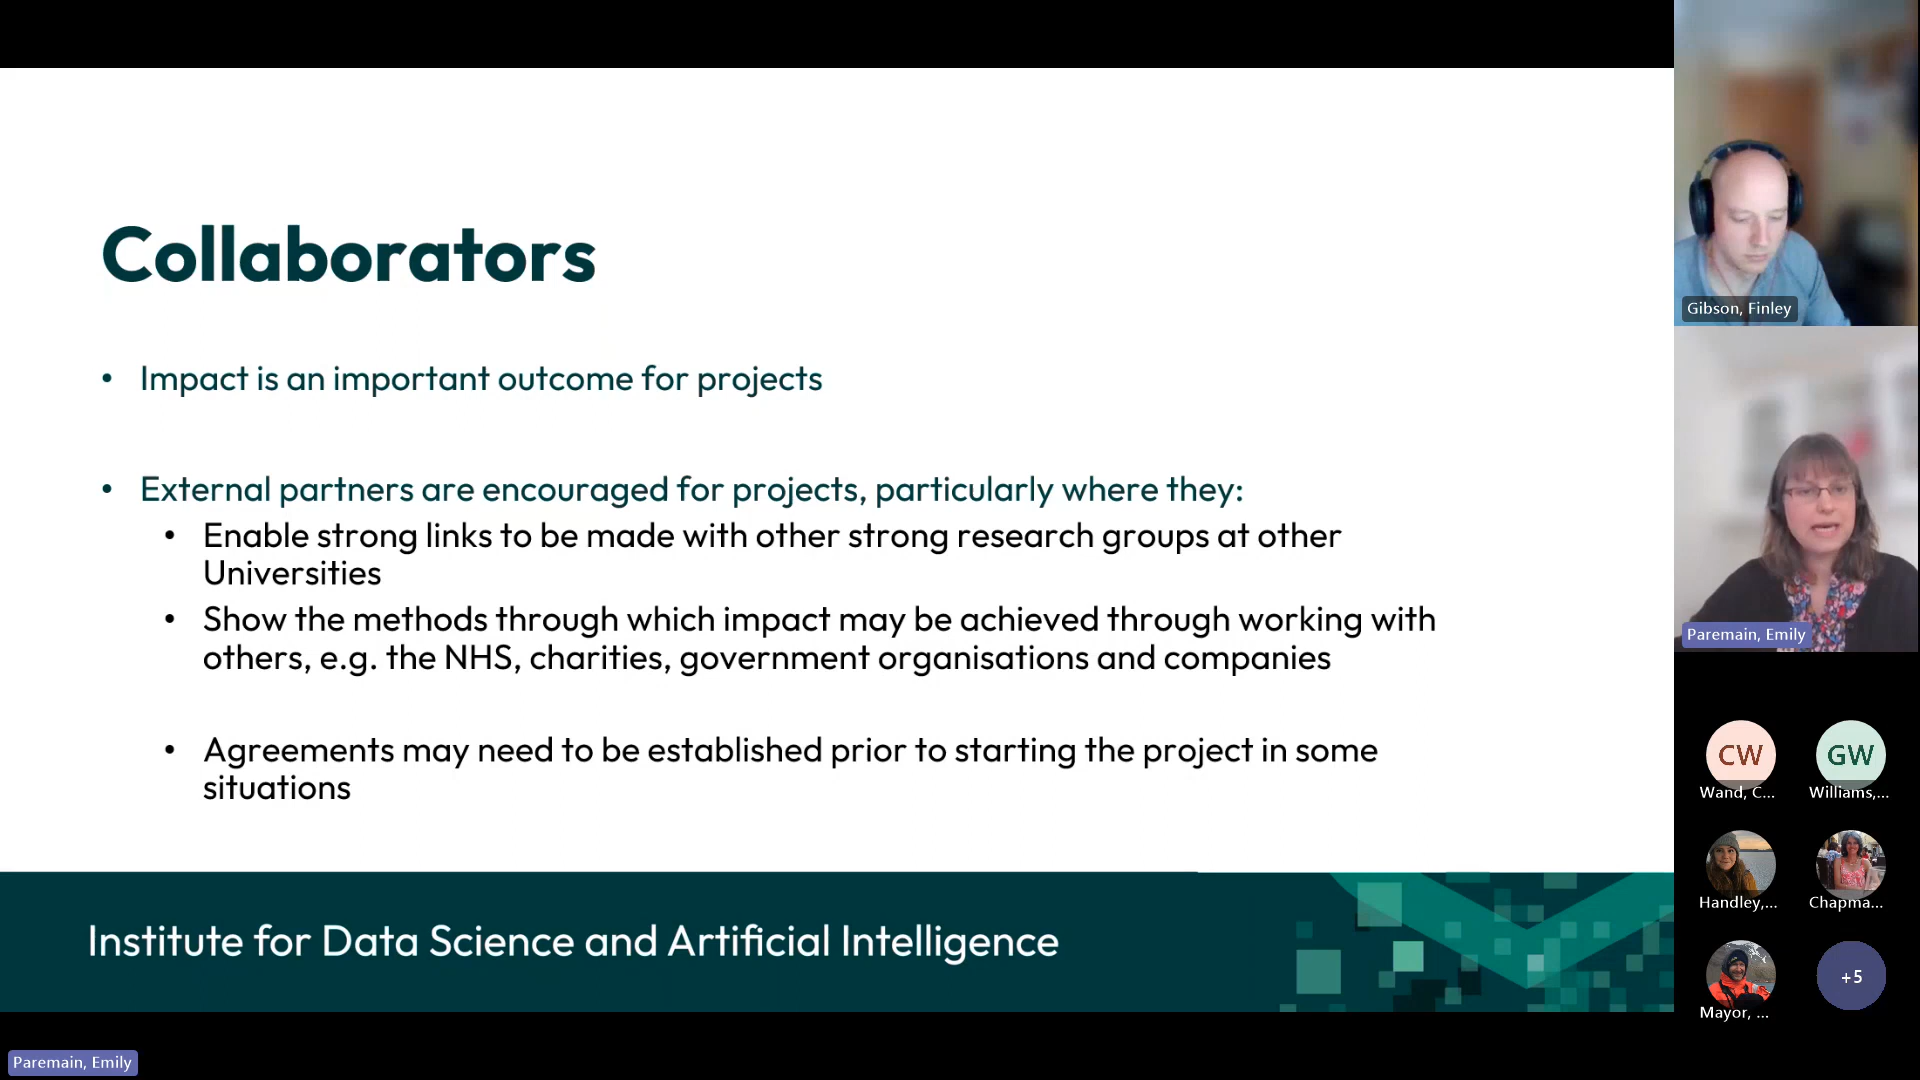 Collaborators
• Impact is an important outcome for projects
• External partners are encouraged for projects, particularly where they:
• Enable strong links to be made with other strong research groups at other
Universities
• Show the methods through which impact may be achieved through working with
others, e.g. the NHS, charities, government organisations and companies
• Agreements may need to be established prior to starting the project in some
situations
Institute for Data Science and Artificial Intelligence
Paremain, Emily
Gibson, Finley
Paremain, Emily
CW
GW
Wand, C...
Williams,...
Handley,...
Chapma...
+5
Mayor, ...